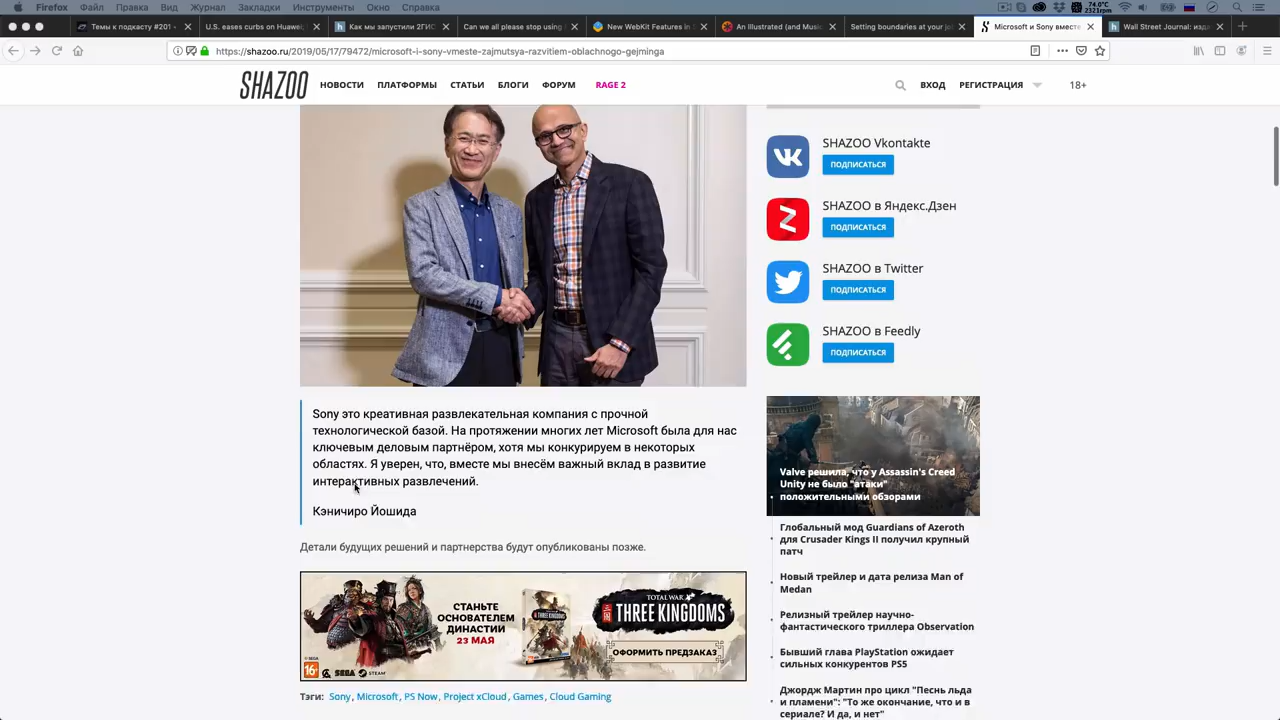 Firefox Файл Правка Вид Журнал Закладки Инструменты Окно Справка
74.0°C
2321rpm
Темы к подкасту #201
U.S. eases curbs on Huawei;
Как мы запустили 2ГИС
Can we all please stop using
New WebKit Features in S
An Illustrated (and Music
Setting boundaries at your jo
Microsoft и Sony вместе
Wall Street Journal: изда
https://shazoo.ru/2019/05/17/79472/microsoft-i-sony-vmeste-zajmutsya-razvitiem-oblachnogo-gejminga
SHAZOO НОВОСТИ ПЛАТФОРМЫ СТАТЬИ БЛОГИ ФОРУМ RAGE 2 ВХОД РЕГИСТРАЦИЯ 18+
SHAZOO Vkontakte
ПОДПИСАТЬСЯ
SHAZOO в Яндекс.Дзен
ПОДПИСАТЬСЯ
SHAZOO в Twitter
ПОДПИСАТЬСЯ
SHAZOO в Feedly
ПОДПИСАТЬСЯ
Sony это креативная развлекательная компания с прочной
технологической базой. На протяжении многих лет Microsoft была для нас
ключевым деловым партнёром, хотя мы конкурируем в некоторых
областях. Я уверен, что, вместе мы внесём важный вклад в развитие
интерактивных развлечений.
Кэничиро Йошида
Детали будущих решений и партнерства будут опубликованы позже.
СТАНЬТЕ
ОСНОВАТЕЛЕМ
ДИНАСТИИ
23 МАЯ
TOTAL WAR
THREE KINGDOMS
ОФОРМИТЬ ПРЕДЗАКАЗ
16+
SEGA
STEAM
Тэги: Sony, Microsoft, PS Now, Project xCloud, Games, Cloud Gaming
Valve решила, что у Assassin's Creed
Unity не было "атаки"
положительными обзорами
Глобальный мод Guardians of Azeroth
для Crusader Kings II получил крупный
патч
Новый трейлер и дата релиза Man of
Medan
Релизный трейлер научно-
фантастического триллера Observation
Бывший глава PlayStation ожидает
сильных конкурентов PS5
Джордж Мартин про цикл "Песнь льда
и пламени": "То же окончание, что и в
сериале? И да, и нет"